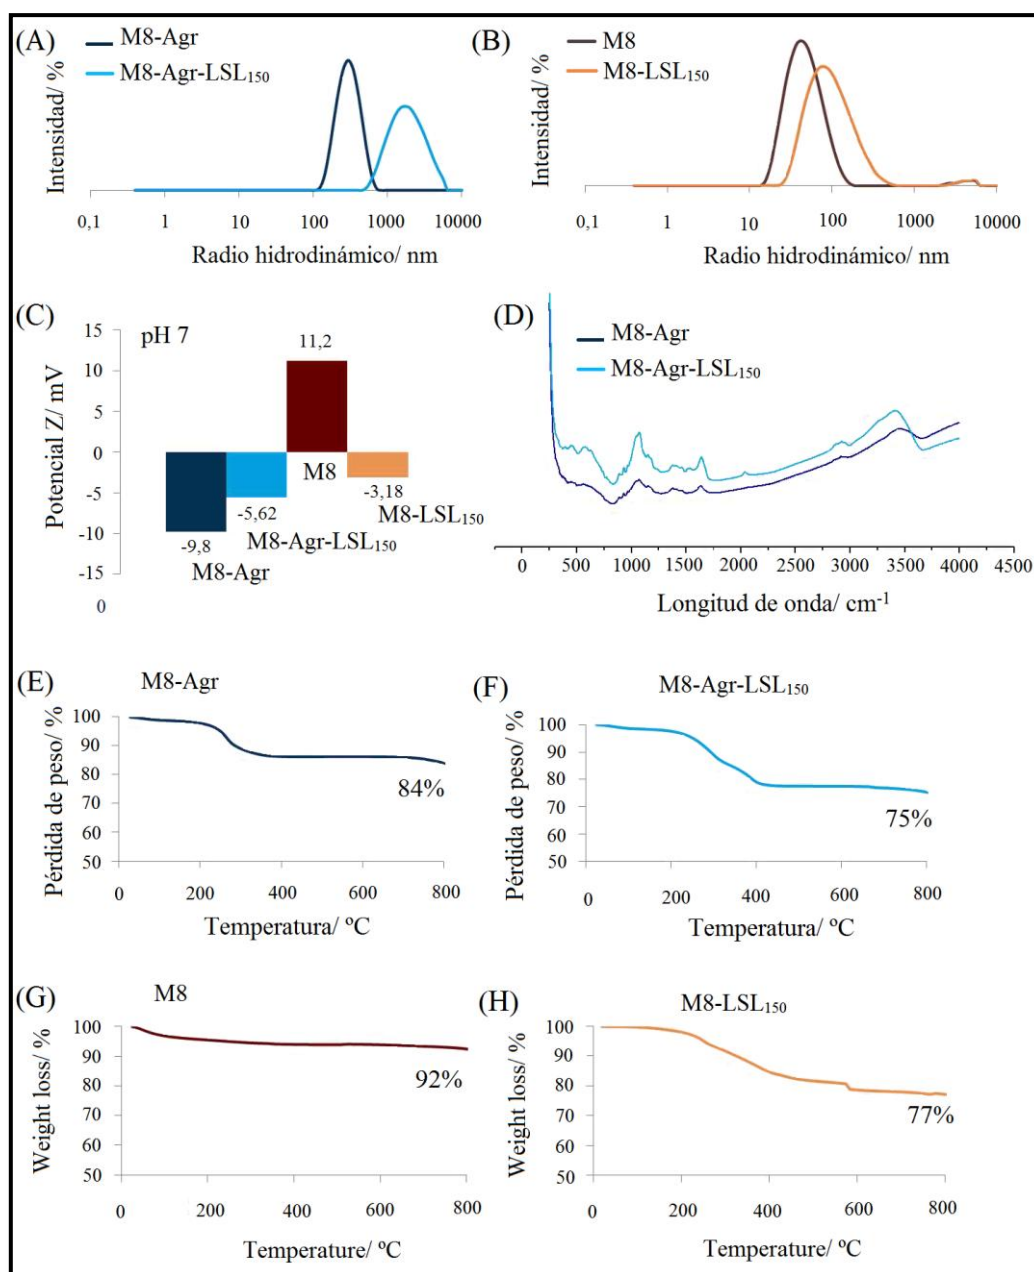 (A)
M8-Agr
M8-Agr-LSL150
Intensidad/ %
0,1 1 10 100 1000 10000
Radio hidrodinámico/ nm
(B)
M8
M8-LSL150
Intensidad/ %
0,1 1 10 100 1000 10000
Radio hidrodinámico/ nm
(C)
pH 7
Potencial Z/ mV
15
10
5
0
-5
-10
-15
0
11,2
M8
-3,18
M8-LSL150
-5,62
M8-Agr-LSL150
-9,8
M8-Agr
(D)
M8-Agr
M8-Agr-LSL150
0 500 1000 1500 2000 2500 3000 3500 4000 4500
Longitud de onda/ cm-1
(E)
M8-Agr
Pérdida de peso/ %
100
90
80
70
60
50
84%
0 200 400 600 800
Temperatura/ ºC
(F)
M8-Agr-LSL150
Pérdida de peso/ %
100
90
80
70
60
50
75%
0 200 400 600 800
Temperatura/ ºC
(G)
M8
Weight loss/ %
100
90
80
70
60
50
92%
0 200 400 600 800
Temperature/ ºC
(H)
M8-LSL150
Weight loss/ %
100
90
80
70
60
50
77%
0 200 400 600 800
Temperature/ ºC